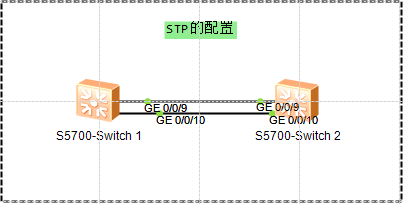 STP的配置
GE 0/0/9
GE 0/0/9
GE 0/0/10
GE 0/0/10
S5700-Switch 1
S5700-Switch 2